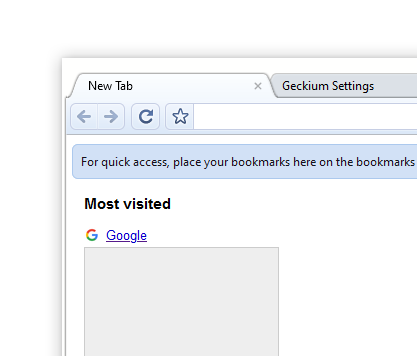 New Tab
Geckium Settings
For quick access, place your bookmarks here on the bookmarks
Most visited
Google